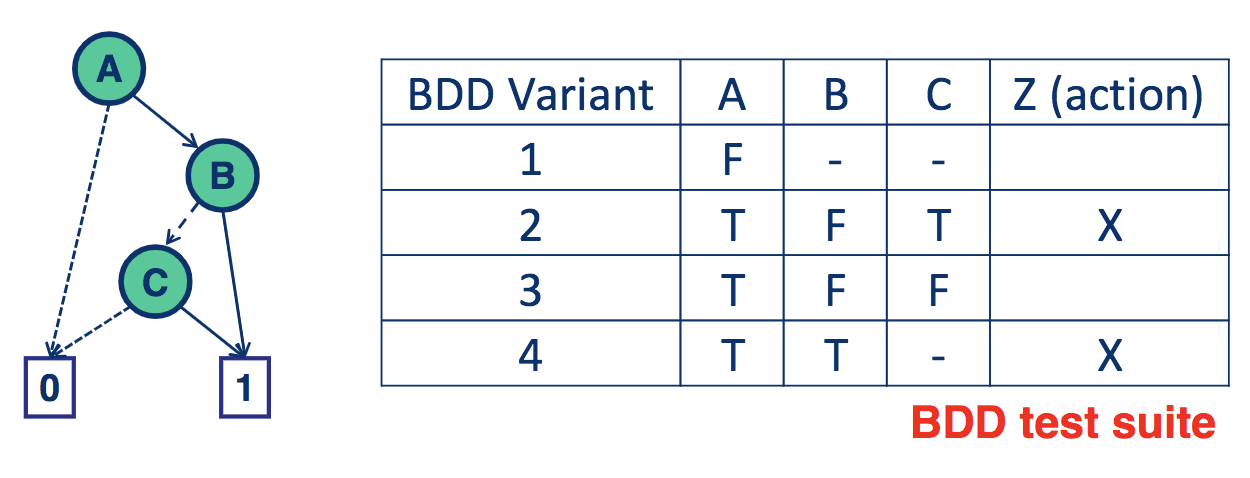 A
B
C
0 1
BDD Variant A B C Z (action)
1 F - -
2 T F T X
3 T F F
4 T T - X
BDD test suite